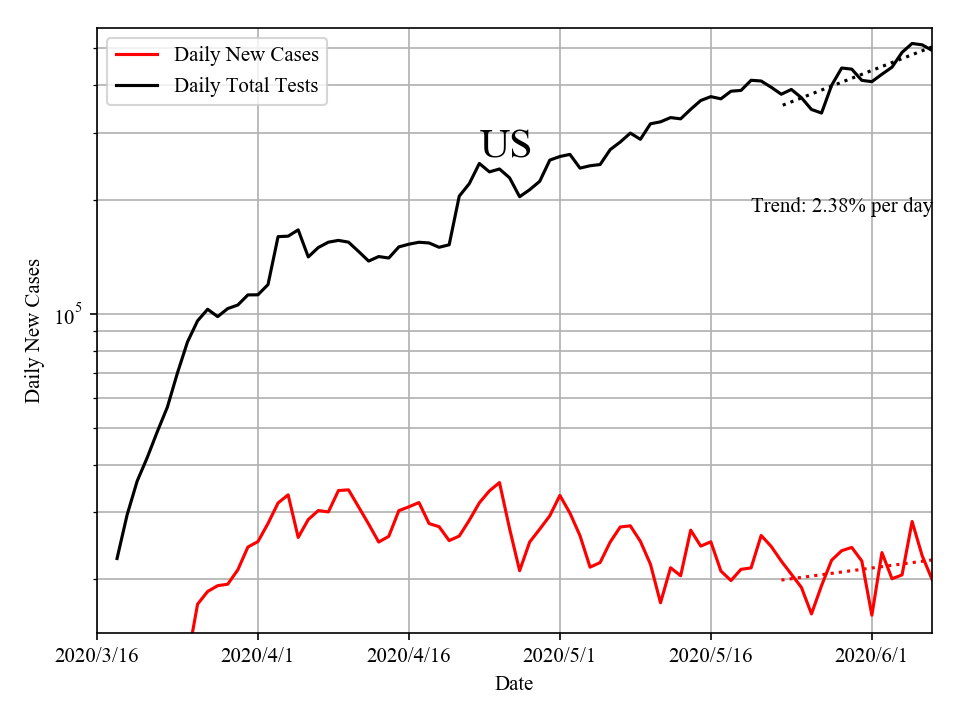 Daily New Cases
Daily Total Tests
US
Trend: 2.38% per day
Daily New Cases
10^5
2020/3/16 2020/4/1 2020/4/16 2020/5/1 2020/5/16 2020/6/1
Date